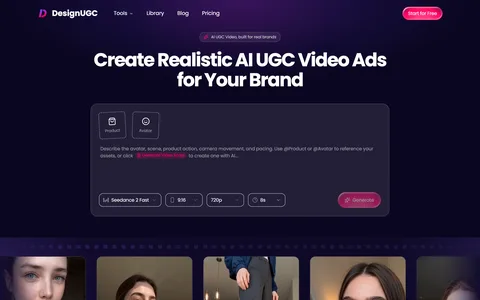 DesignUGC
Tools
Library
Blog
Pricing
Start for Free
AI UGC Video, built for real brands
Create Realistic AI UGC Video Ads
for Your Brand
Product
Avatar
Describe the avatar, scene, product action, camera movement, and pacing. Use @Product or @Avatar to reference
your assets, or click to create one with AI...
Seedance 2 Fast
9:16
720p
8s
Generate